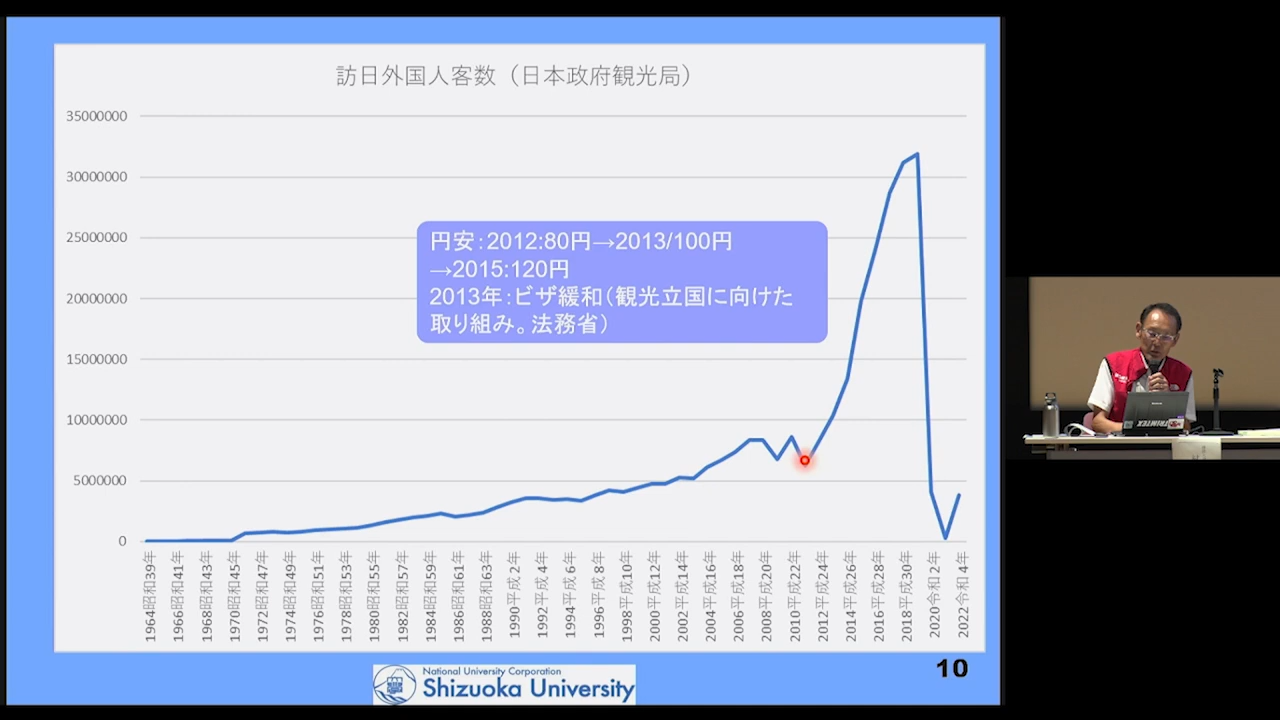 訪日外国人客数（日本政府観光局）
35000000
30000000
25000000
20000000
15000000
10000000
5000000
0
円安：2012:80円→2013/100円
→2015:120円
2013年：ビザ緩和（観光立国に向けた
取り組み。法務省）
1964昭和39年
1966昭和41年
1968昭和43年
1970昭和45年
1972昭和47年
1974昭和49年
1976昭和51年
1978昭和53年
1980昭和55年
1982昭和57年
1984昭和59年
1986昭和61年
1988昭和63年
1990平成2年
1992平成4年
1994平成6年
1996平成8年
1998平成10年
2000平成12年
2002平成14年
2004平成16年
2006平成18年
2008平成20年
2010平成22年
2012平成24年
2014平成26年
2016平成28年
2018平成30年
2020令和2年
2022令和4年
National University Corporation
Shizuoka University
10